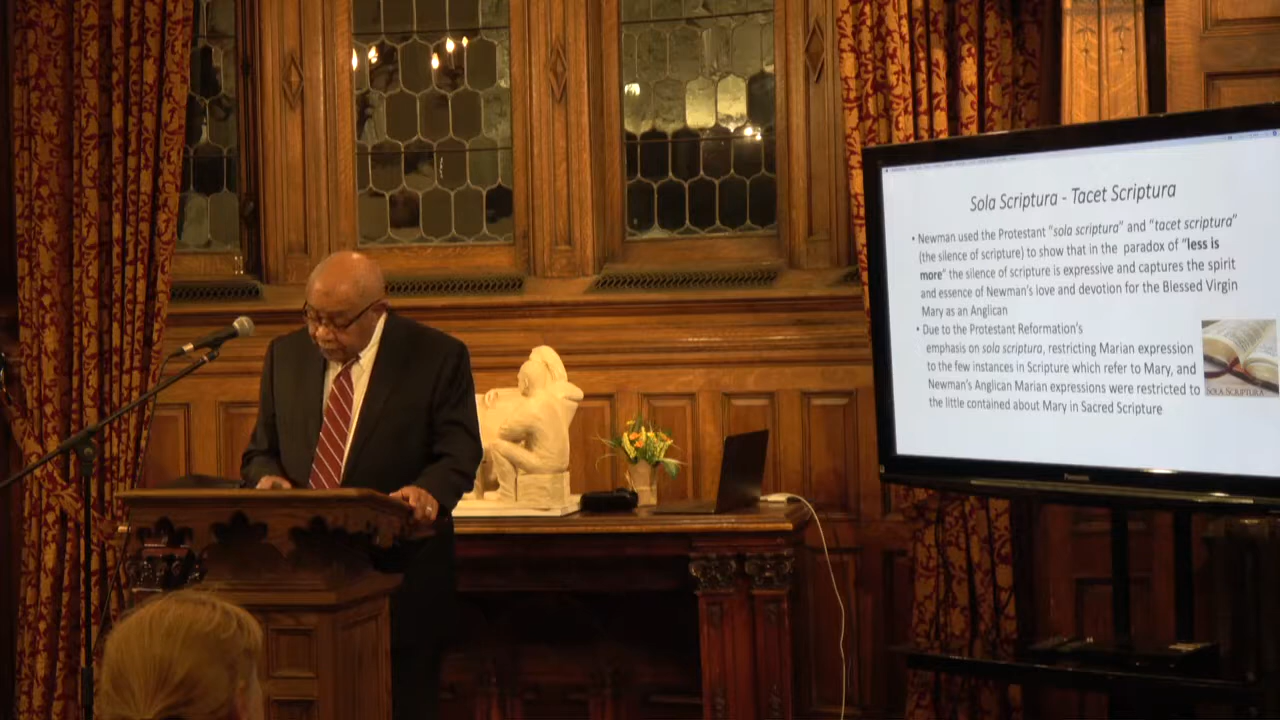 Sola Scriptura - Tacet Scriptura
• Newman used the Protestant "sola scriptura" and "tacet scriptura"
(the silence of scripture) to show that in the paradox of "less is
more" the silence of scripture is expressive and captures the spirit
and essence of Newman's love and devotion for the Blessed Virgin
Mary as an Anglican
• Due to the Protestant Reformation's
emphasis on sola scriptura, restricting Marian expression
to the few instances in Scripture which refer to Mary, and
Newman's Anglican Marian expressions were restricted to
the little contained about Mary in Sacred Scripture
SOLA SCRIPTURA
Panasonic